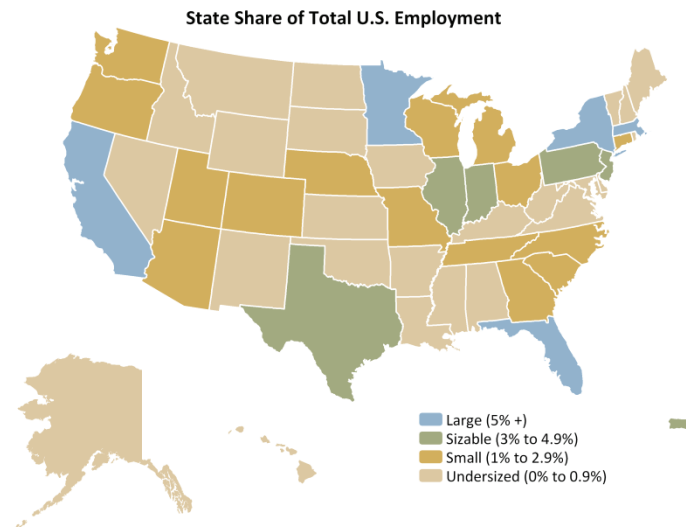 State Share of Total U.S. Employment
Large (5% +)
Sizable (3% to 4.9%)
Small (1% to 2.9%)
Undersized (0% to 0.9%)